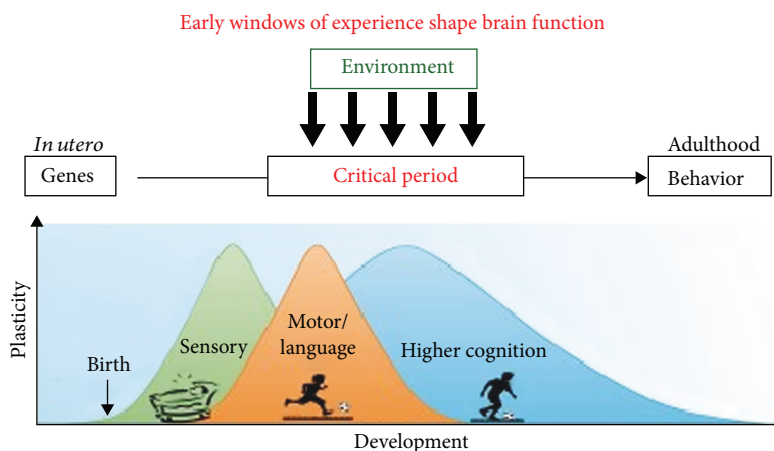 Early windows of experience shape brain function
Environment
In utero
Adulthood
Genes
Critical period
Behavior
Plasticity
Birth
Sensory
Motor/
language
Higher cognition
Development